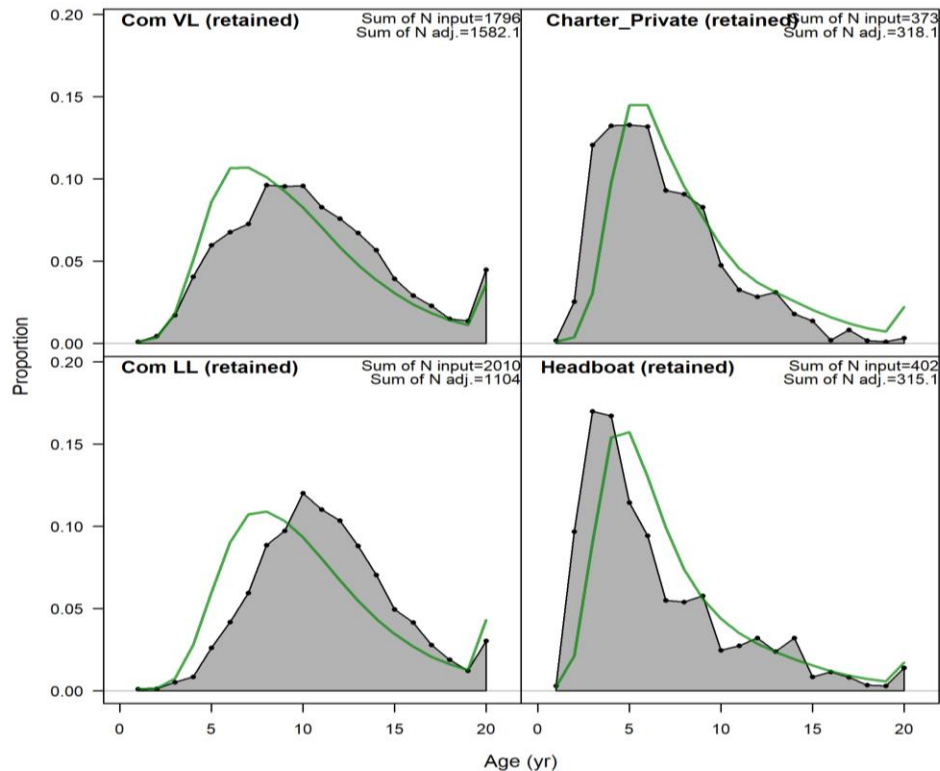 Com VL (retained)
Sum of N input=1796
Sum of N adj.=1582.1
Charter_Private (retained)
Sum of N input=373
Sum of N adj.=318.1
0.20
0.15
0.10
0.05
0.00
Com LL (retained)
Sum of N input=2010
Sum of N adj.=1104
Headboat (retained)
Sum of N input=402
Sum of N adj.=315.1
0.20
0.15
0.10
0.05
0.00
Proportion
0 5 10 15 20
0 5 10 15 20
Age (yr)